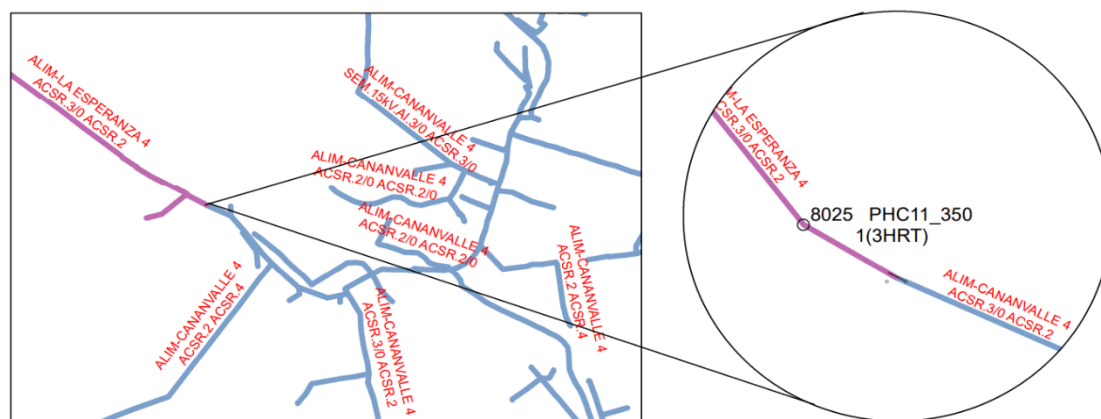 ALIM-LA ESPERANZA 4
ACSR.3/0 ACSR.2
ALIM-CANANVALLE 4
SEM.15kV.Al.3/0 ACSR.3/0
ALIM-CANANVALLE 4
ACSR.2/0 ACSR.2/0
ALIM-CANANVALLE 4
ACSR.2/0 ACSR.2/0
ALIM-CANANVALLE 4
ACSR.2 ACSR.4
ALIM-CANANVALLE 4
ACSR.3/0 ACSR.2
ALIM-CANANVALLE 4
ACSR.2 ACSR.4
M-LA ESPERANZA 4
CSR.3/0 ACSR.2
8025 PHC11_350
1(3HRT)
ALIM-CANANVALLE 4
ACSR.3/0 ACSR.2